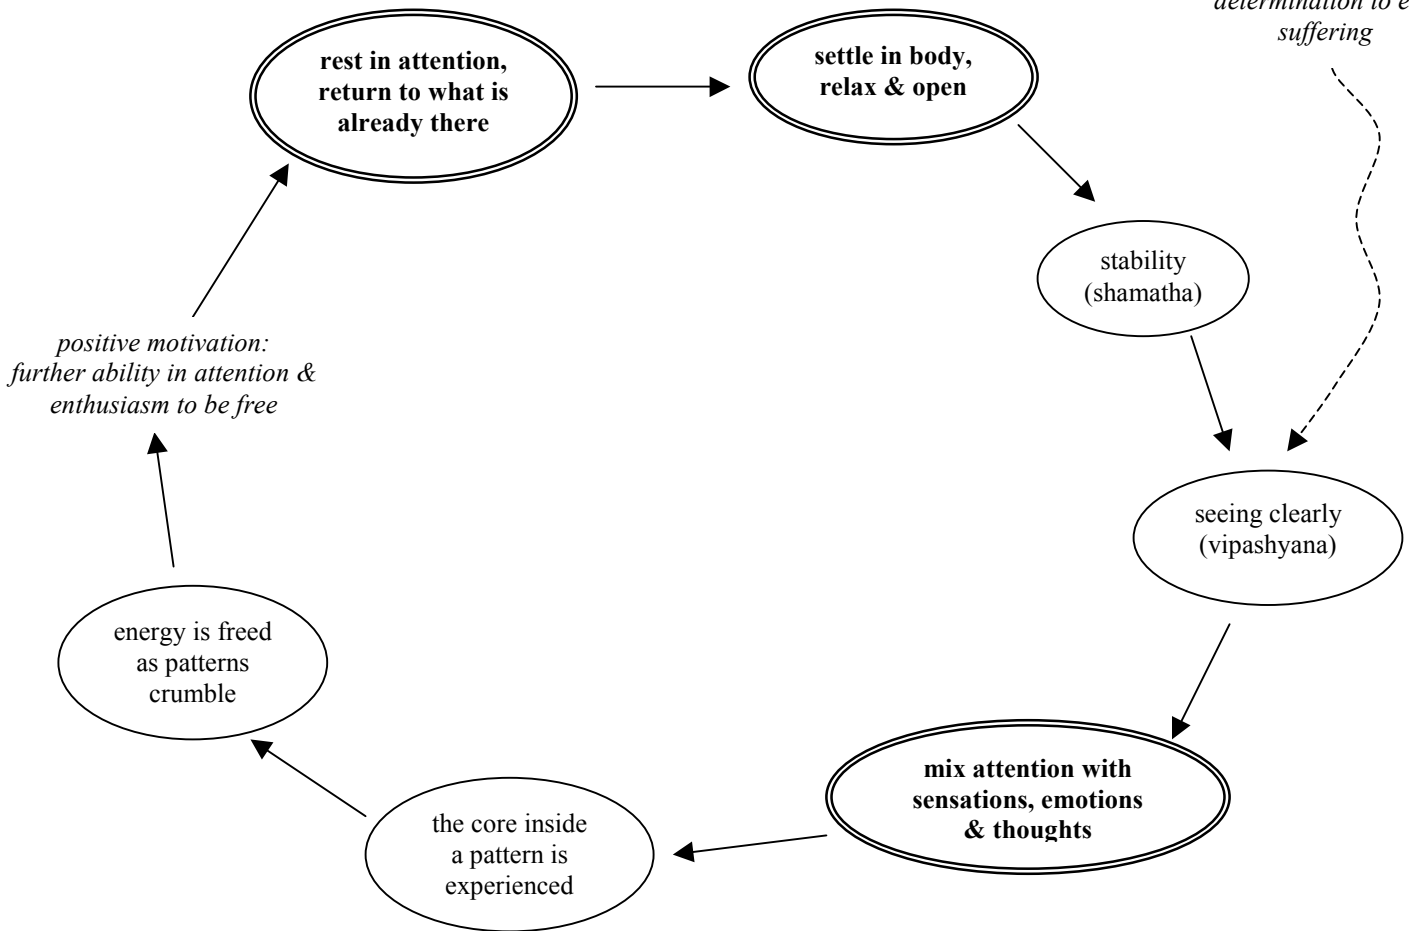 determination to e
suffering
rest in attention,
return to what is
already there
settle in body,
relax & open
stability
(shamatha)
seeing clearly
(vipashyana)
mix attention with
sensations, emotions
& thoughts
the core inside
a pattern is
experienced
energy is freed
as patterns
crumble
positive motivation:
further ability in attention &
enthusiasm to be free